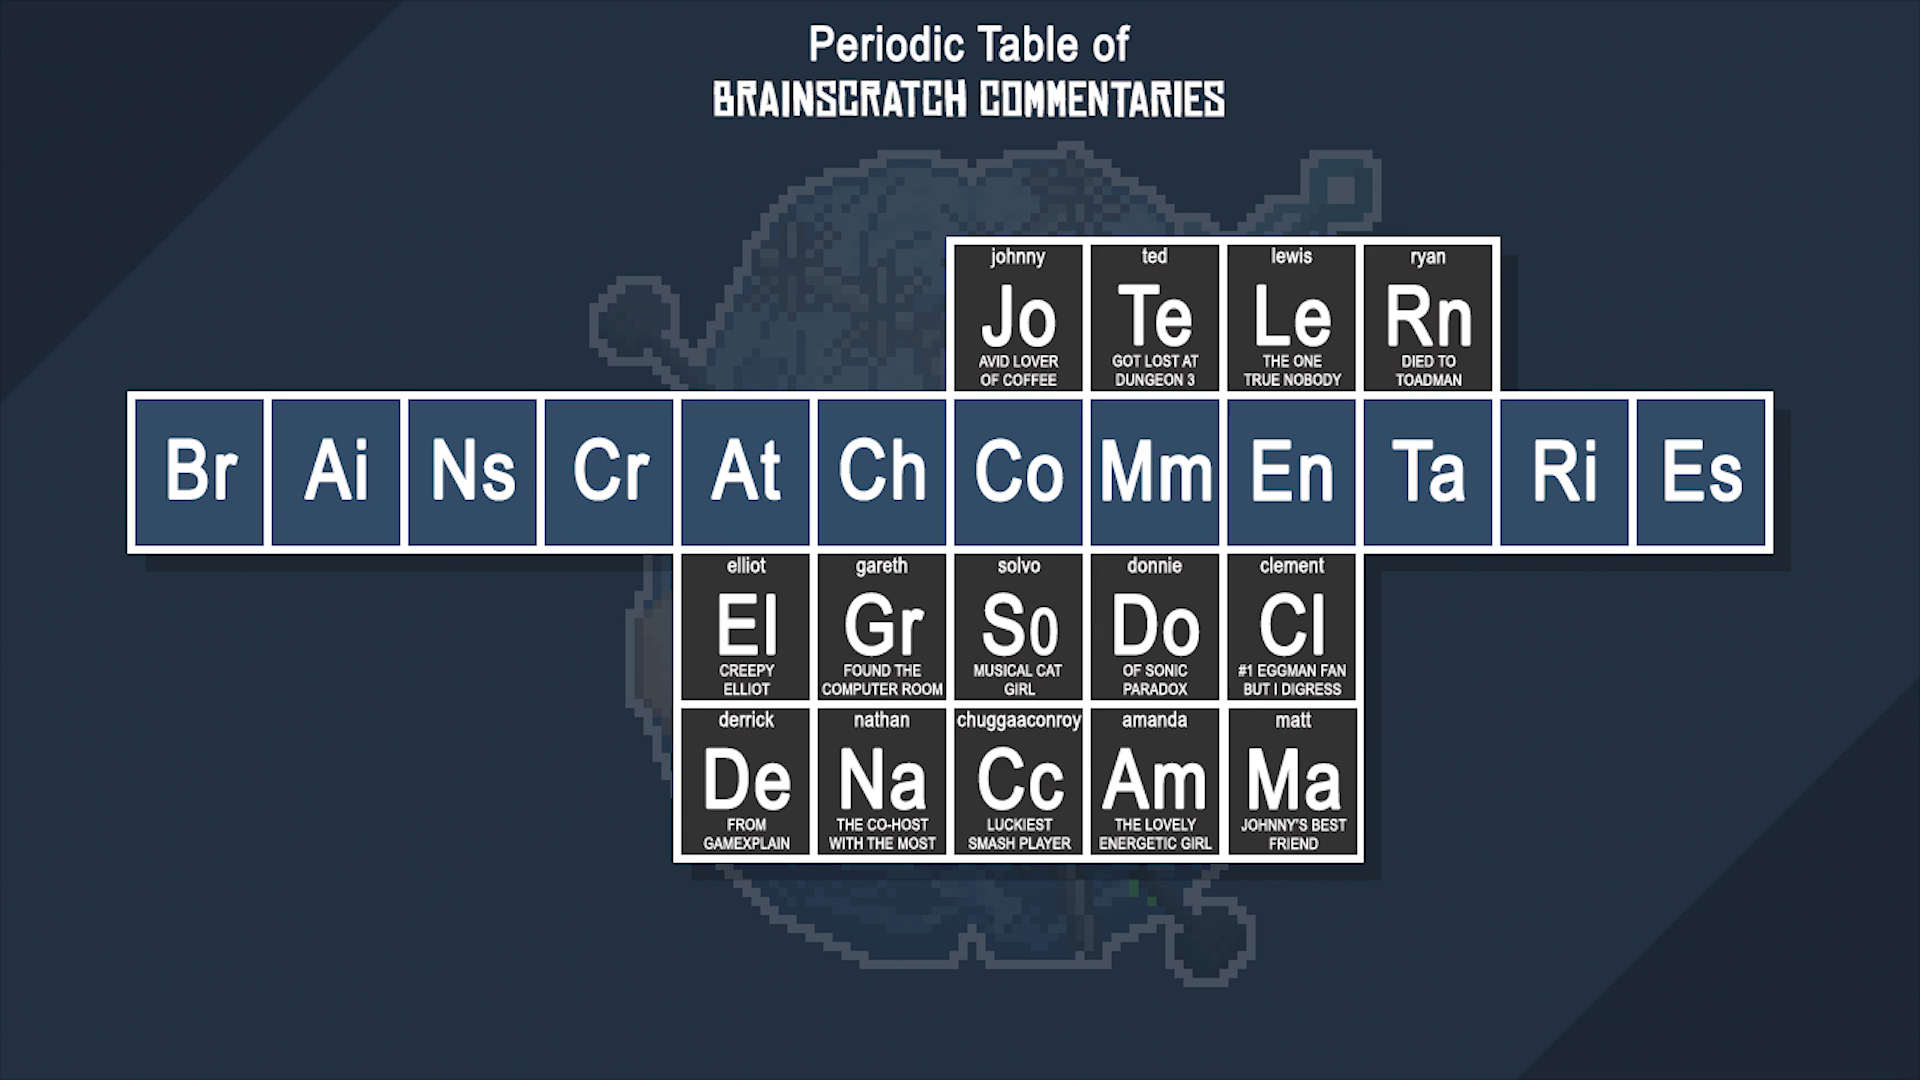 Periodic Table of
BRAINSCRATCH COMMENTARIES
johnny
Jo
AVID LOVER
OF COFFEE
ted
Te
GOT LOST AT
DUNGEON 3
lewis
Le
THE ONE
TRUE NOBODY
ryan
Rn
DIED TO
TOADMAN
Br Ai Ns Cr At Ch Co Mm En Ta Ri Es
elliot
El
CREEPY
ELLIOT
gareth
Gr
FOUND THE
COMPUTER ROOM
solvo
So
MUSICAL CAT
GIRL
donnie
Do
OF SONIC
PARADOX
clement
Cl
#1 EGGMAN FAN
BUT I DIGRESS
derrick
De
FROM
GAMEXPLAIN
nathan
Na
THE CO-HOST
WITH THE MOST
chuggaaconroy
Cc
LUCKIEST
SMASH PLAYER
amanda
Am
THE LOVELY
ENERGETIC GIRL
matt
Ma
JOHNNY'S BEST
FRIEND